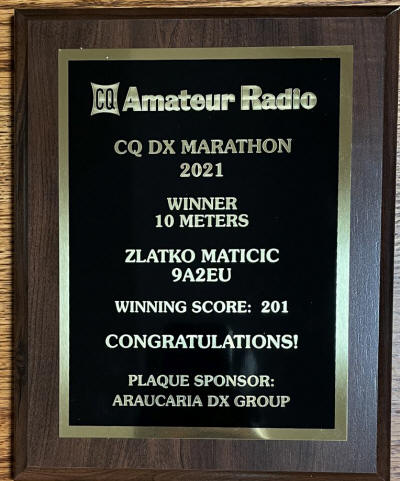 CQ Amateur Radio
CQ DX MARATHON
2021
WINNER
10 METERS
ZLATKO MATICIC
9A2EU
WINNING SCORE: 201
CONGRATULATIONS!
PLAQUE SPONSOR:
ARAUCARIA DX GROUP